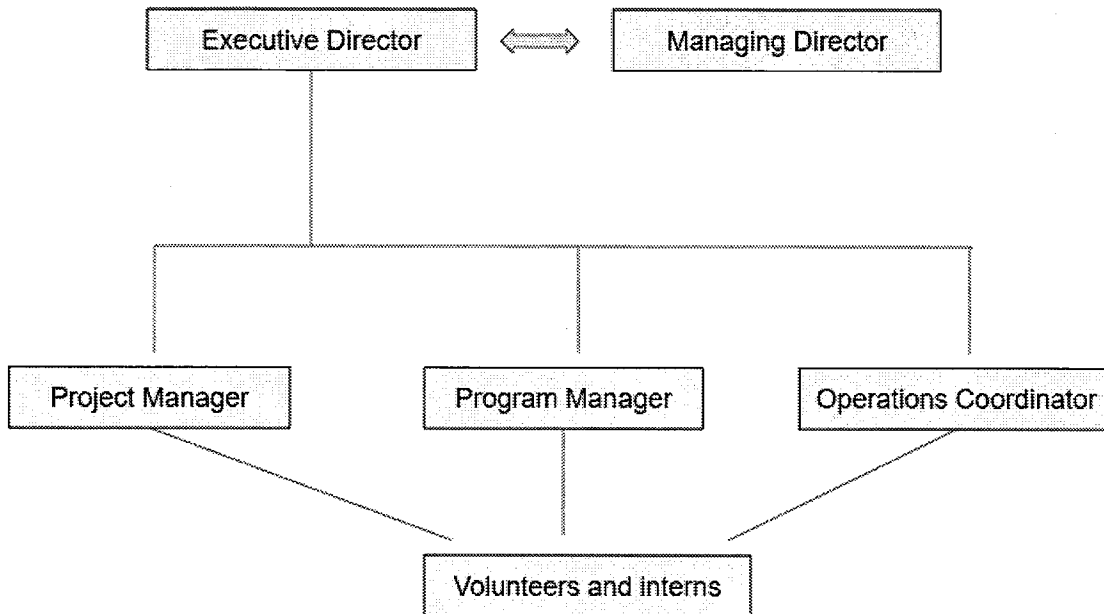 Executive Director
Managing Director
Project Manager
Program Manager
Operations Coordinator
Volunteers and Interns